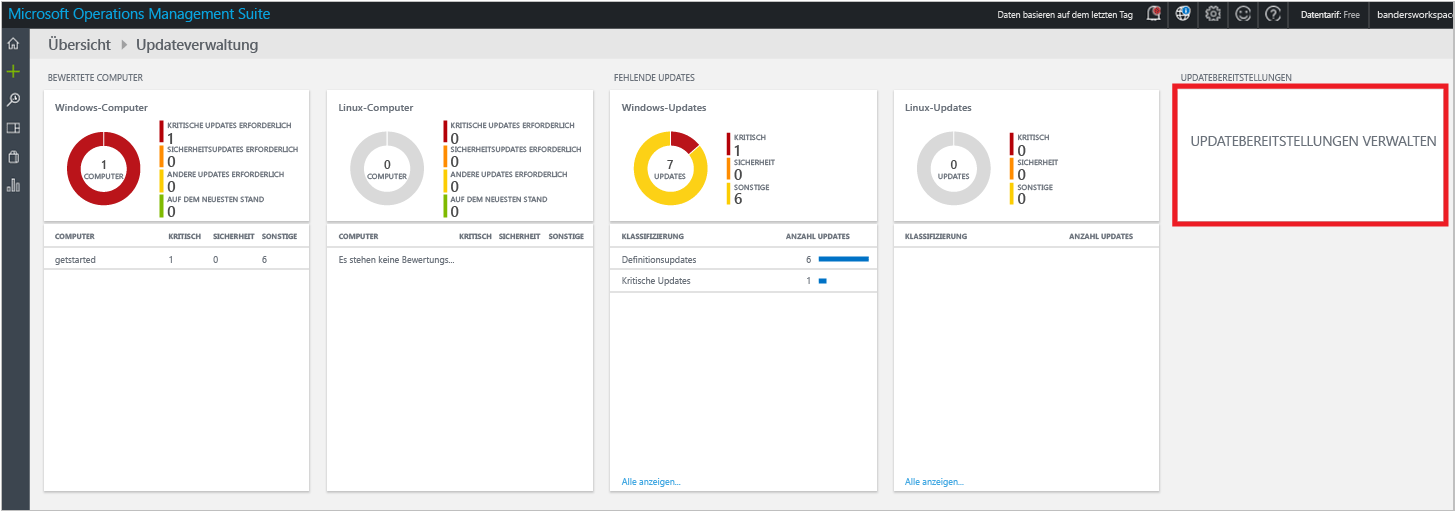 Microsoft Operations Management Suite
Daten basieren auf dem letzten Tag
Datentarif: Free
bandersworkspac
Übersicht
Updateverwaltung
BEWERTETE COMPUTER
FEHLENDE UPDATES
UPDATEBEREITSTELLUNGEN
Windows-Computer
1
COMPUTER
KRITISCHE UPDATES ERFORDERLICH
1
SICHERHEITSUPDATES ERFORDERLICH
0
ANDERE UPDATES ERFORDERLICH
0
AUF DEM NEUESTEN STAND
0
COMPUTER KRITISCH SICHERHEIT SONSTIGE
getstarted 1 0 6
Linux-Computer
0
COMPUTER
KRITISCHE UPDATES ERFORDERLICH
0
SICHERHEITSUPDATES ERFORDERLICH
0
ANDERE UPDATES ERFORDERLICH
0
AUF DEM NEUESTEN STAND
0
COMPUTER KRITISCH SICHERHEIT SONSTIGE
Es stehen keine Bewertungs...
Windows-Updates
7
UPDATES
KRITISCH
1
SICHERHEIT
0
SONSTIGE
6
KLASSIFIZIERUNG ANZAHL UPDATES
Definitionsupdates 6
Kritische Updates 1
Alle anzeigen...
Linux-Updates
0
UPDATES
KRITISCH
0
SICHERHEIT
0
SONSTIGE
0
KLASSIFIZIERUNG ANZAHL UPDATES
Alle anzeigen...
UPDATEBEREITSTELLUNGEN VERWALTEN